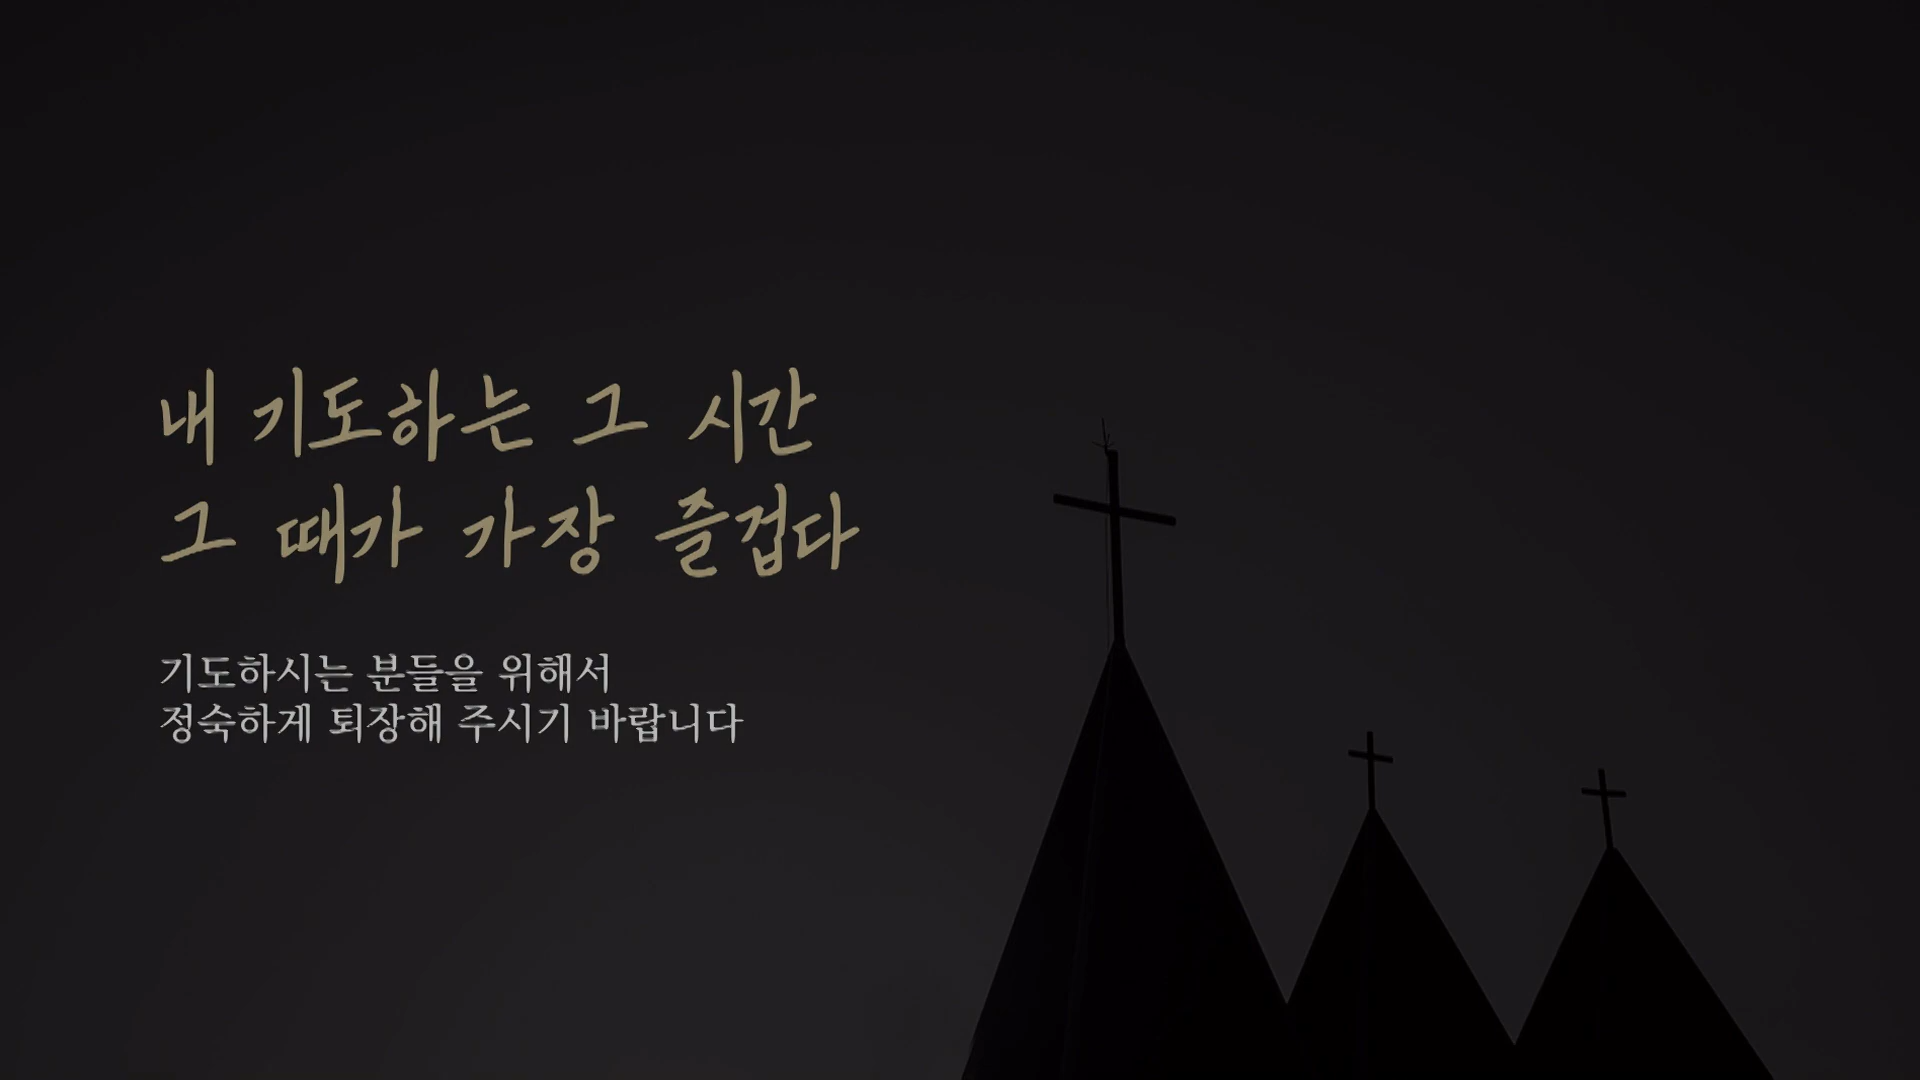 내 기도하는 그 시간
그 때가 가장 즐겁다
기도하시는 분들을 위해서
정숙하게 퇴장해 주시기 바랍니다